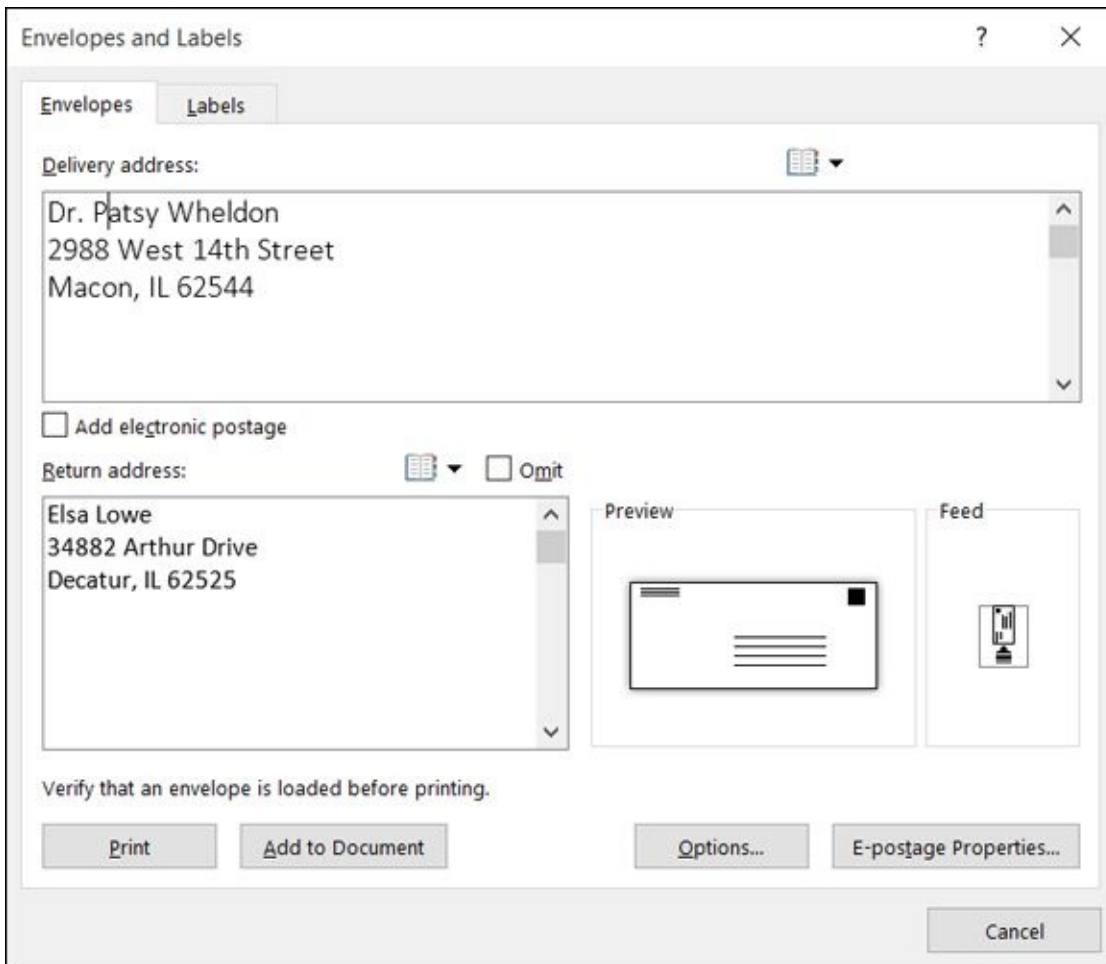 Envelopes and Labels
?
Envelopes
Labels
Delivery address:
Dr. Patsy Wheldon
2988 West 14th Street
Macon, IL 62544
Add electronic postage
Return address:
Omit
Elsa Lowe
34882 Arthur Drive
Decatur, IL 62525
Preview
Feed
Verify that an envelope is loaded before printing.
Print
Add to Document
Options...
E-postage Properties...
Cancel